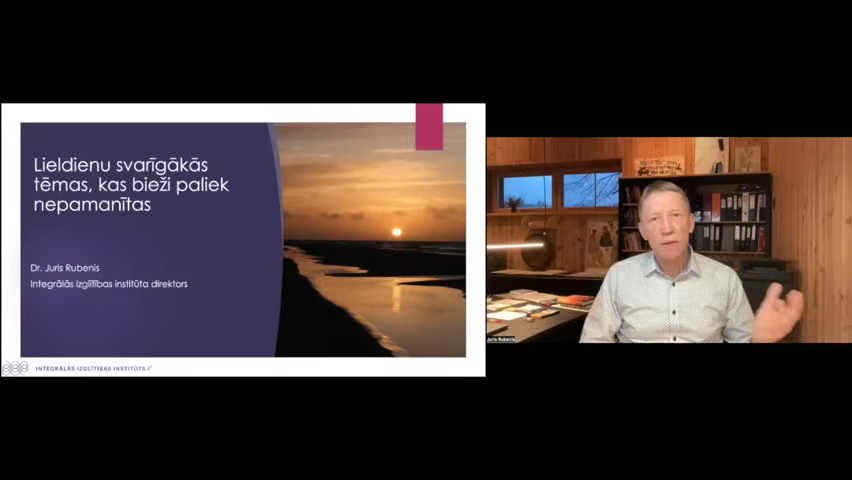 Lieldienu svarīgākās
tēmas, kas bieži paliek
nepamanītas
Dr. Juris Rubenis
Integrālās izglītības institūta direktors
INTEGRĀLĀS IZGLĪTĪBAS INSTITŪTS
Juris Rubenis